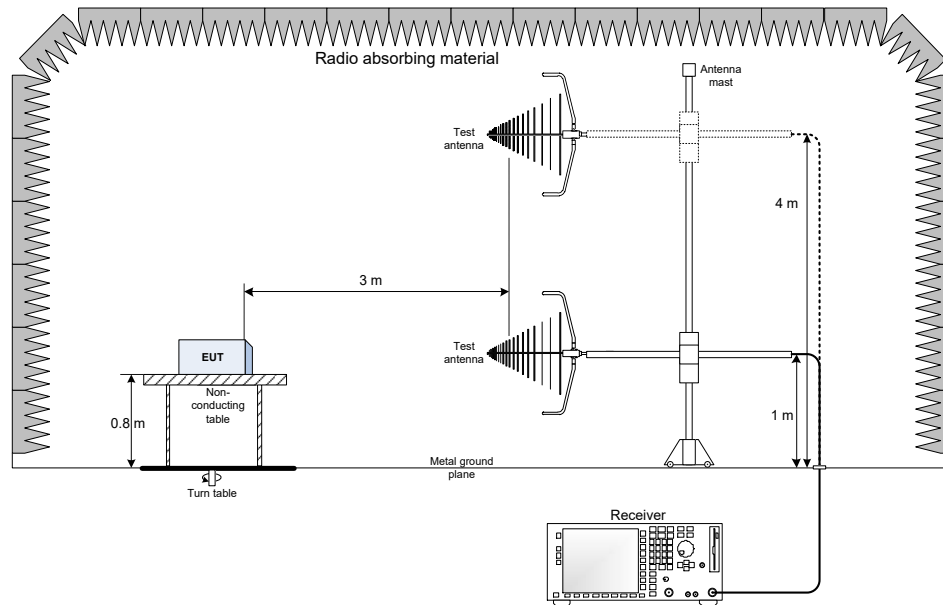 Radio absorbing material
Antenna
mast
Test
antenna
4 m
3 m
EUT
Test
antenna
Non-
conducting
table
0.8 m
1 m
Metal ground
plane
Turn table
Receiver